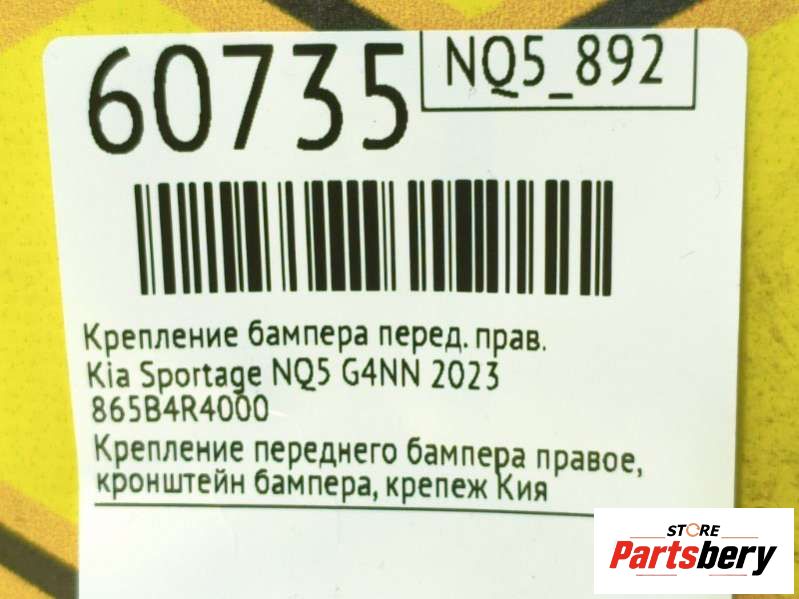 60735
NQ5_892
Крепление бампера перед. прав.
Kia Sportage NQ5 G4NN 2023
865B4R4000
Крепление переднего бампера правое,
кронштейн бампера, крепеж Кия
STORE
Partsbery